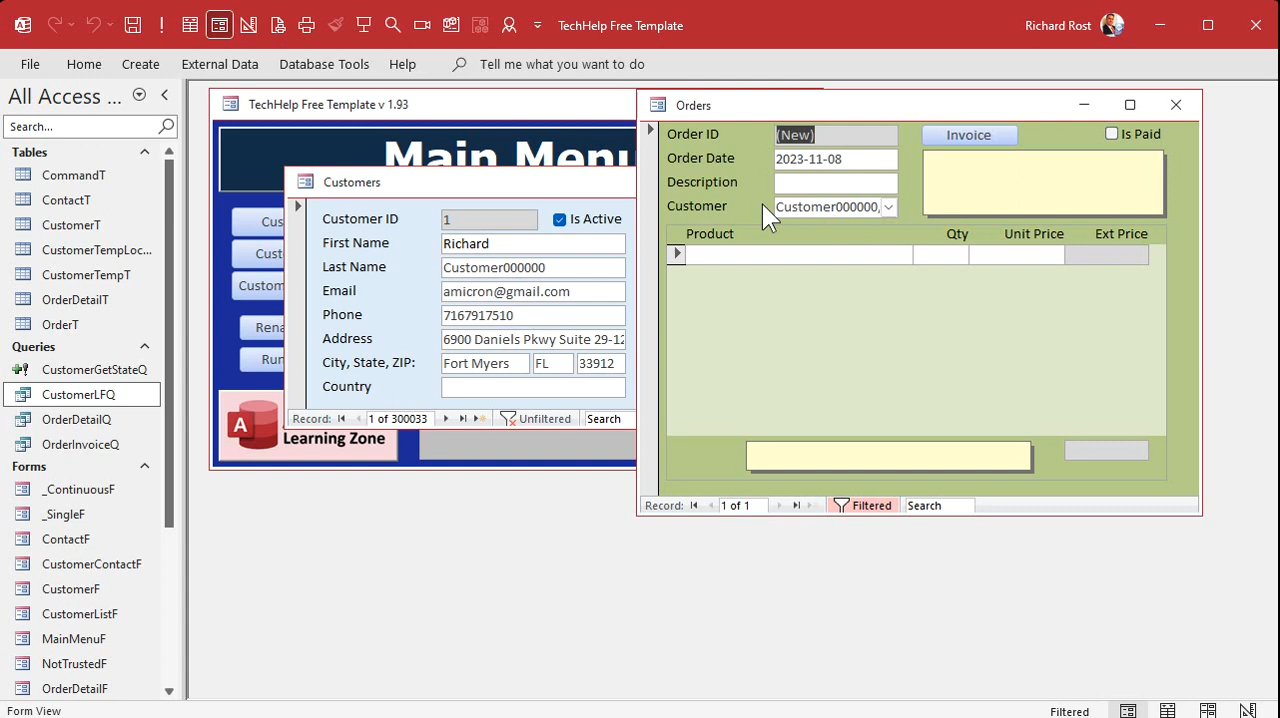 TechHelp Free Template
Richard Rost
File
Home
Create
External Data
Database Tools
Help
Tell me what you want to do
All Access ...
Search...
Tables
CommandT
ContactT
CustomerT
CustomerTempLoc...
CustomerTempT
OrderDetailT
OrderT
Queries
CustomerGetStateQ
CustomerLFQ
OrderDetailQ
OrderInvoiceQ
Forms
_ContinuousF
_SingleF
ContactF
CustomerContactF
CustomerF
CustomerListF
MainMenuF
NotTrustedF
OrderDetailF
TechHelp Free Template v 1.93
Main Menu
Cus
Cust
Custom
Rena
Ru
A
Learning Zone
Customers
Customer ID
1
Is Active
First Name
Richard
Last Name
Customer000000
Email
amicron@gmail.com
Phone
7167917510
Address
6900 Daniels Pkwy Suite 29-12
City, State, ZIP:
Fort Myers
FL
33912
Country
Record:
1 of 300033
Unfiltered
Search
Orders
Order ID
(New)
Invoice
Is Paid
Order Date
2023-11-08
Description
Customer
Customer000000,
Product
Qty
Unit Price
Ext Price
Record:
1 of 1
Filtered
Search
Form View
Filtered